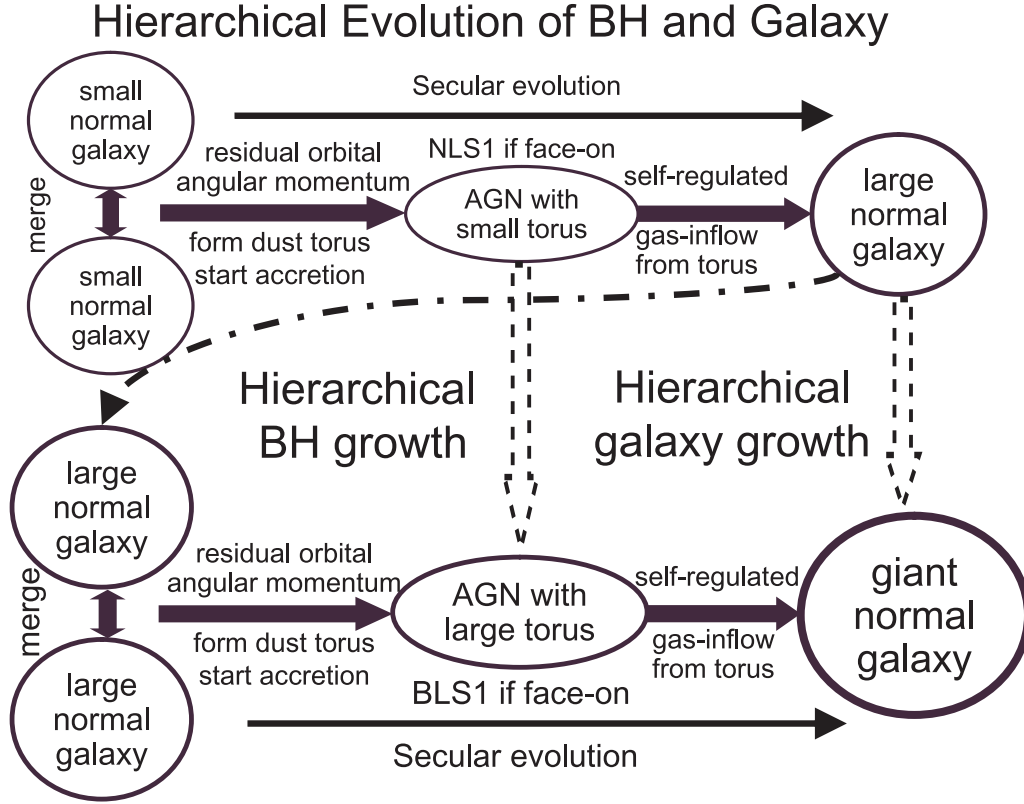 Hierarchical Evolution of BH and Galaxy
small
normal
galaxy
merge
small
normal
galaxy
Secular evolution
residual orbital
angular momentum
form dust torus
start accretion
NLS1 if face-on
AGN with
small torus
self-regulated
gas-inflow
from torus
large
normal
galaxy
Hierarchical
BH growth
Hierarchical
galaxy growth
large
normal
galaxy
merge
large
normal
galaxy
residual orbital
angular momentum
form dust torus
start accretion
AGN with
large torus
BLS1 if face-on
self-regulated
gas-inflow
from torus
giant
normal
galaxy
Secular evolution